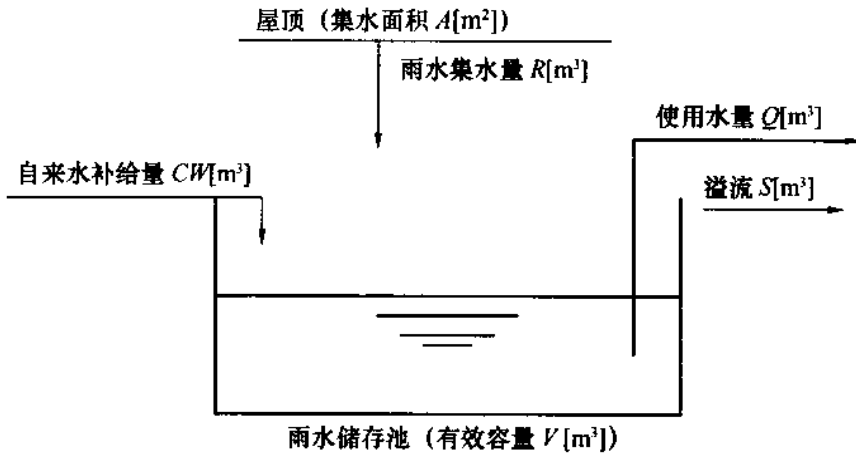 屋顶（集水面积 A[m²]）
雨水集水量 R[m³]
使用水量 Q[m³]
自来水补给量 CW[m³]
溢流 S[m³]
雨水储存池（有效容量 V[m³]）